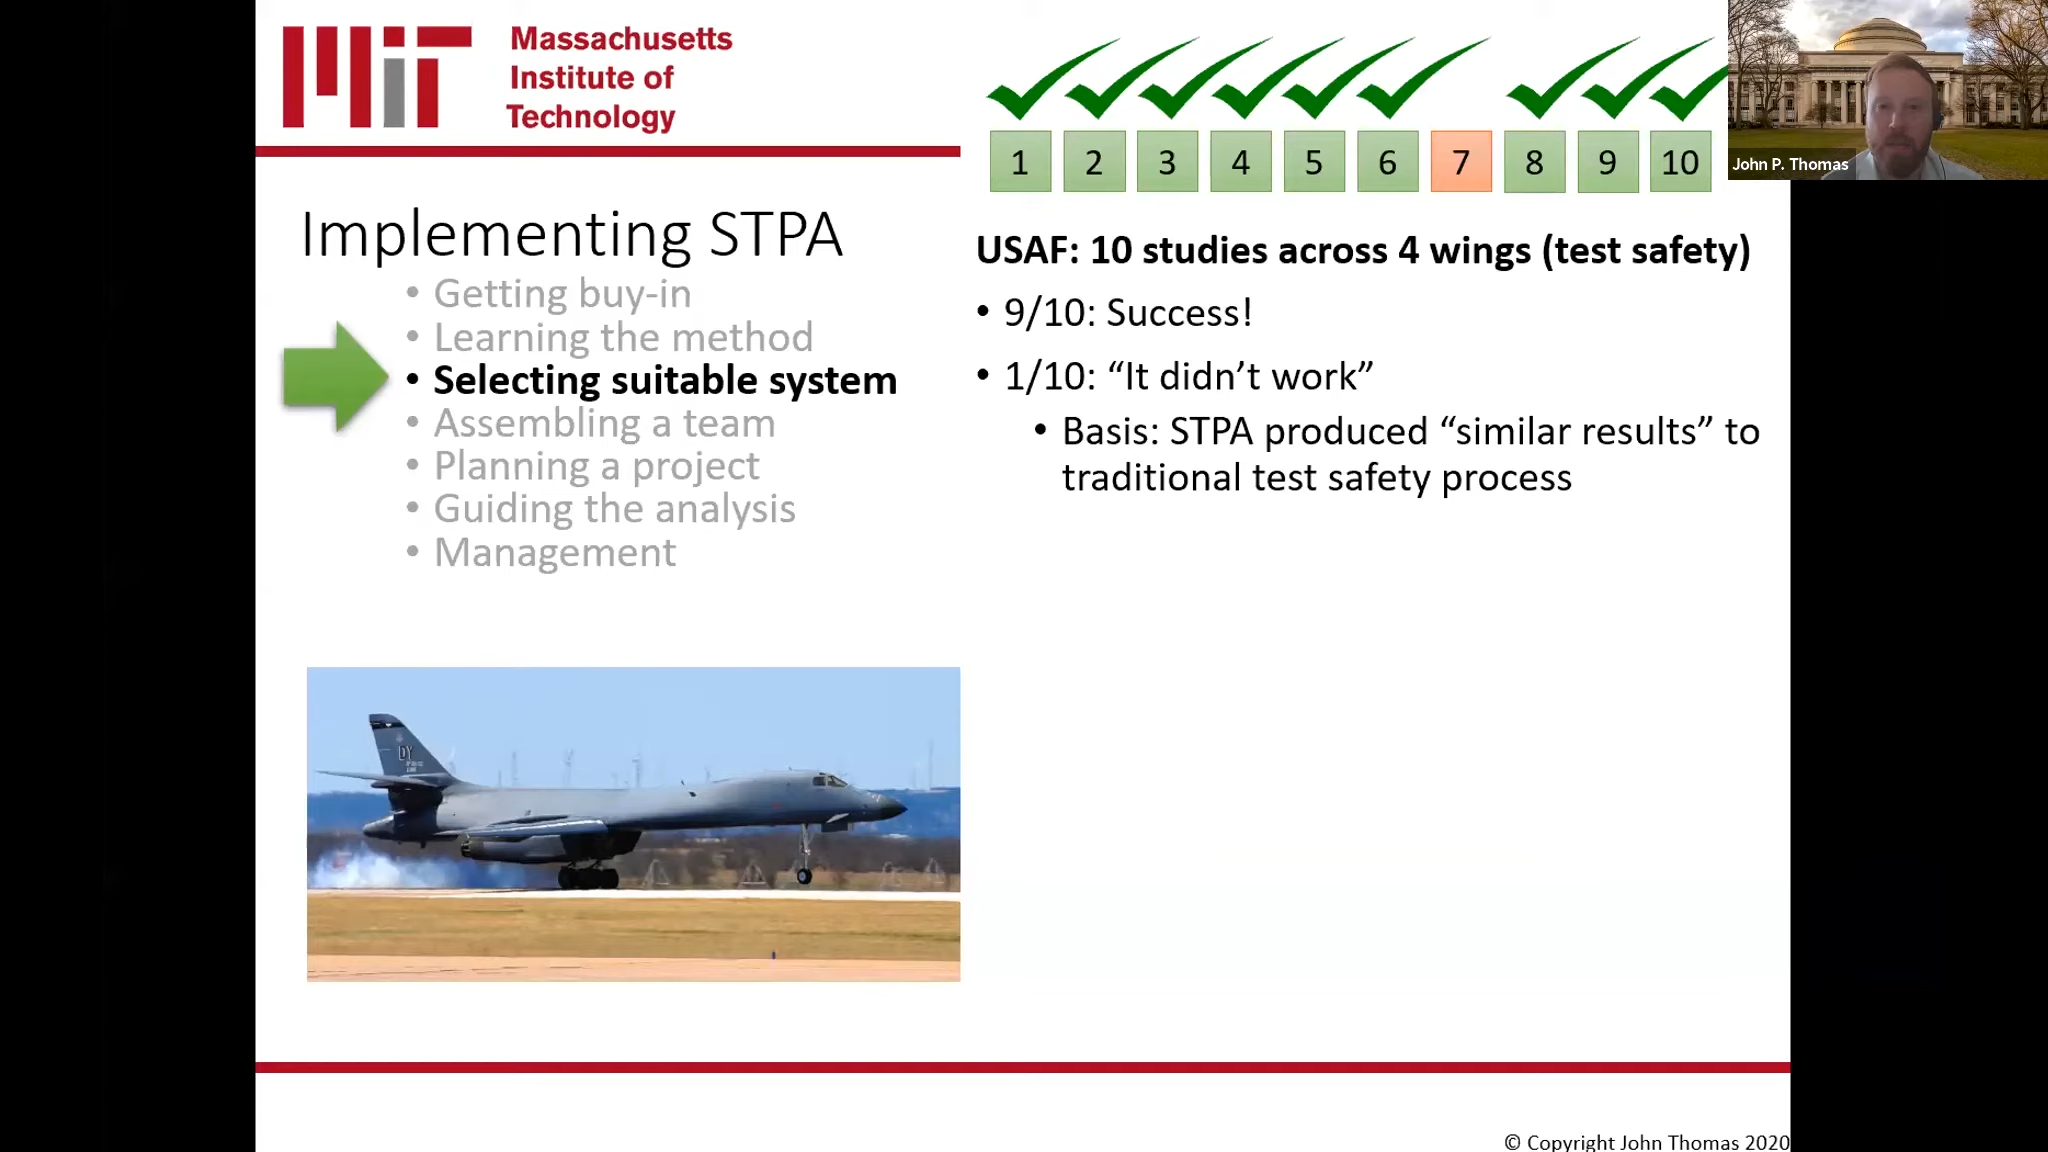 Massachusetts
Institute of
Technology
1 2 3 4 5 6 7 8 9 10
John P. Thomas
Implementing STPA
• Getting buy-in
• Learning the method
• Selecting suitable system
• Assembling a team
• Planning a project
• Guiding the analysis
• Management
USAF: 10 studies across 4 wings (test safety)
• 9/10: Success!
• 1/10: “It didn’t work”
• Basis: STPA produced “similar results” to
traditional test safety process
DY
© Copyright John Thomas 2020